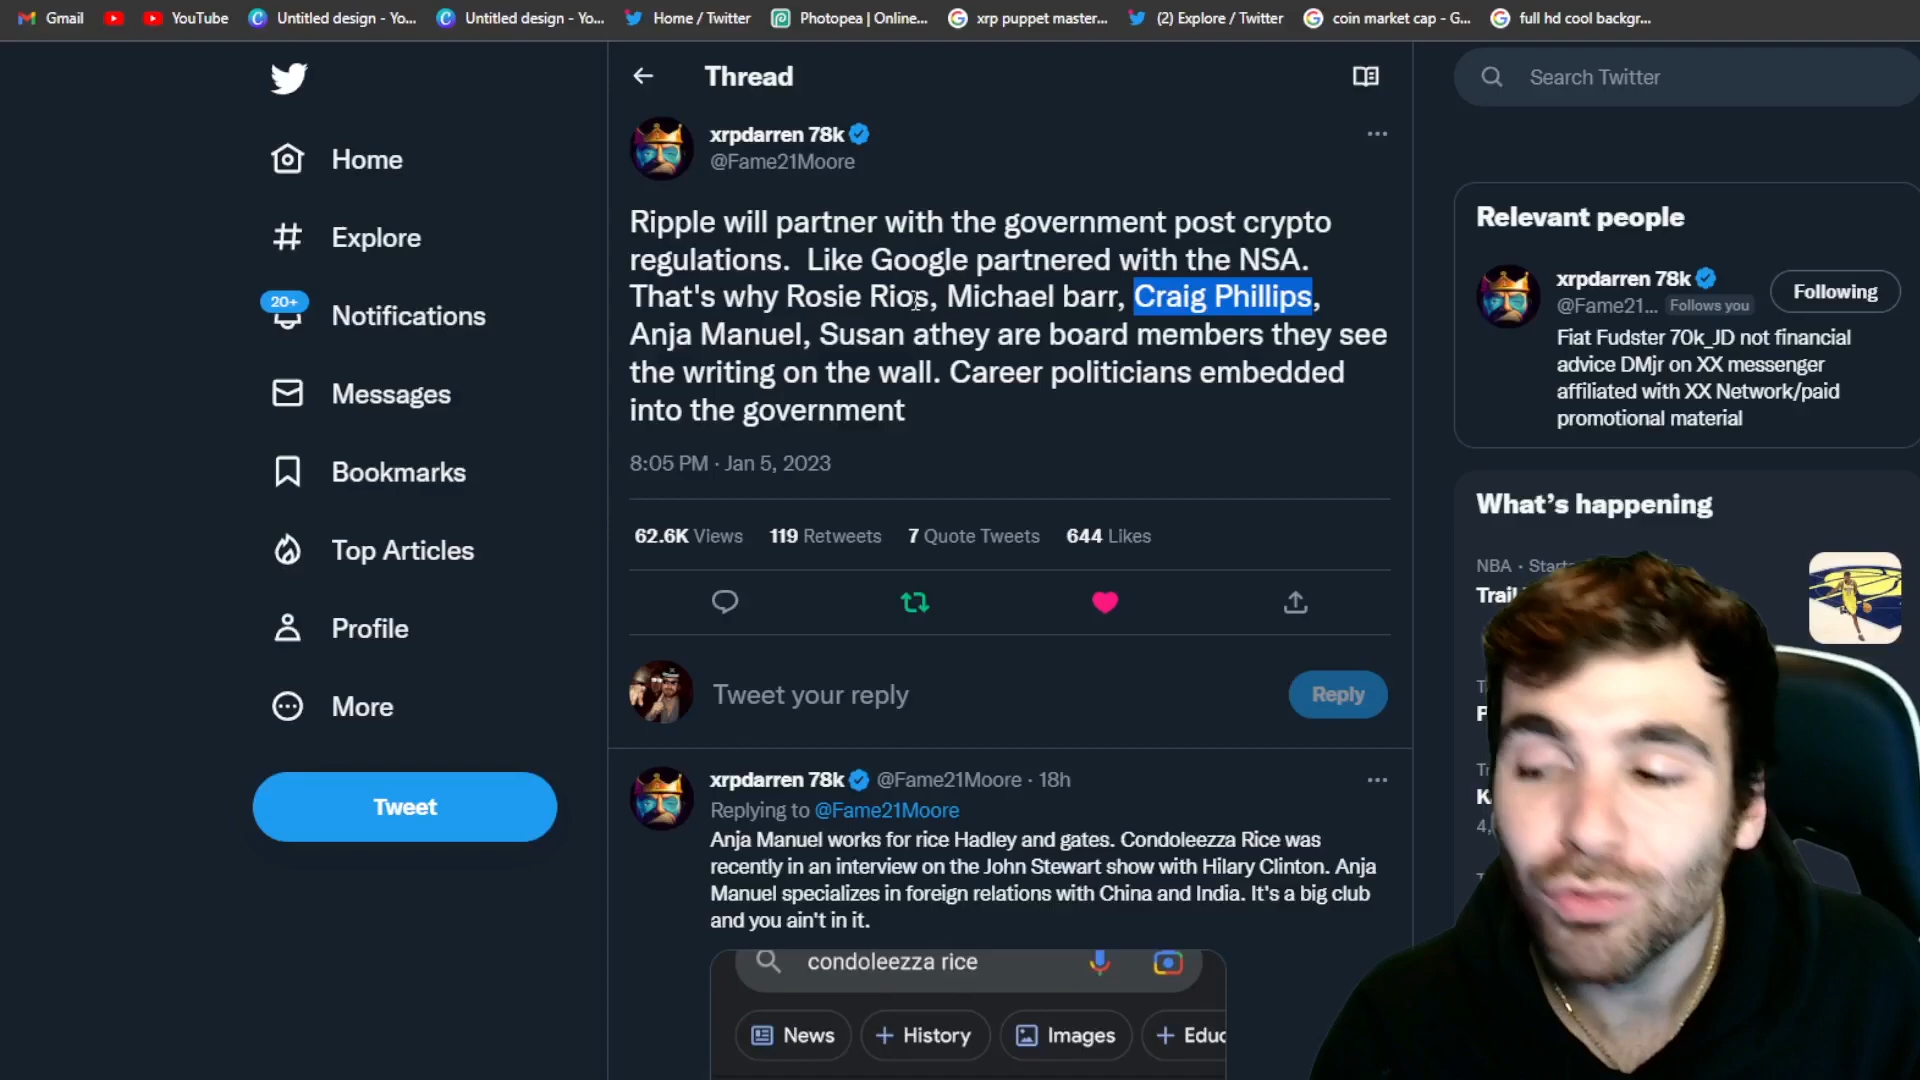 Gmail
YouTube
Untitled design - Yo...
Untitled design - Yo...
Home / Twitter
Photopea | Online...
xrp puppet master...
(2) Explore / Twitter
coin market cap - G...
full hd cool backgr...
Home
Explore
20+
Notifications
Messages
Bookmarks
Top Articles
Profile
More
Tweet
Thread
xrpdarren 78k
@Fame21Moore
Ripple will partner with the government post crypto
regulations.  Like Google partnered with the NSA.
That's why Rosie Rios, Michael barr, Craig Phillips,
Anja Manuel, Susan athey are board members they see
the writing on the wall. Career politicians embedded
into the government
8:05 PM · Jan 5, 2023
62.6K Views 119 Retweets 7 Quote Tweets 644 Likes
Tweet your reply
Reply
xrpdarren 78k @Fame21Moore · 18h
Replying to @Fame21Moore
Anja Manuel works for rice Hadley and gates. Condoleezza Rice was
recently in an interview on the John Stewart show with Hilary Clinton. Anja
Manuel specializes in foreign relations with China and India. It's a big club
and you ain't in it.
condoleezza rice
News
History
Images
Search Twitter
Relevant people
xrpdarren 78k
@Fame21... Follows you
Following
Fiat Fudster 70k_JD not financial
advice DMjr on XX messenger
affiliated with XX Network/paid
promotional material
What's happening
NBA ·
Trail